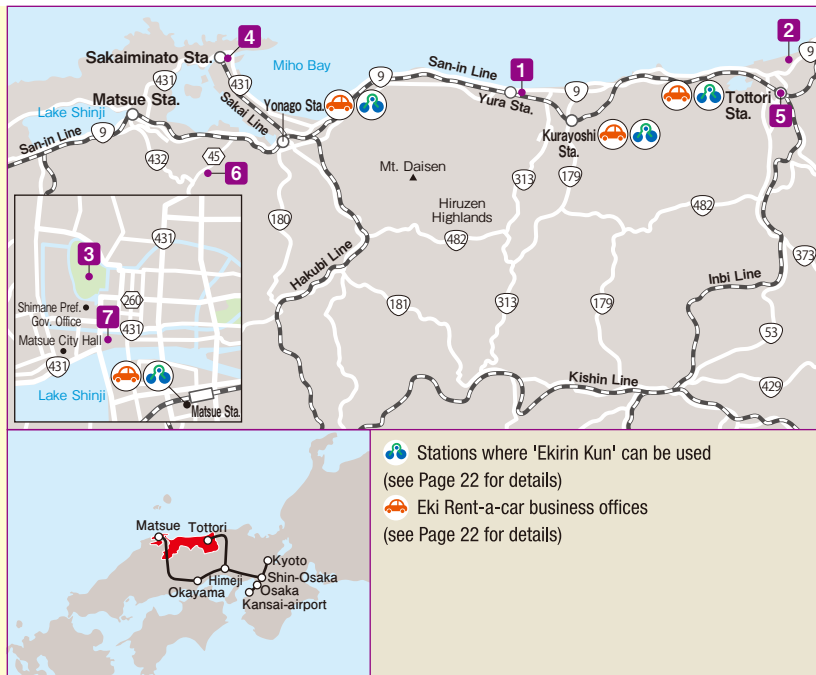 4
2
Sakaiminato Sta.
Miho Bay
San-in Line
1
9
431
431
9
9
Lake Shinji
Matsue Sta.
Sakai Line
Yonago Sta.
Yura Sta.
Tottori
Sta.
5
San-in Line
9
Kurayoshi
Sta.
432
45
6
Mt. Daisen
313
179
180
Hiruzen
Highlands
482
482
Hakubi Line
373
Inbi Line
181
313
179
53
Kishin Line
429
431
3
260
Shimane Pref.
Gov. Office
7
431
Matsue City Hall
431
Lake Shinji
Matsue Sta.
Stations where 'Ekirin Kun' can be used
(see Page 22 for details)
Eki Rent-a-car business offices
(see Page 22 for details)
Matsue
Tottori
Kyoto
Himeji
Shin-Osaka
Okayama
Osaka
Kansai-airport